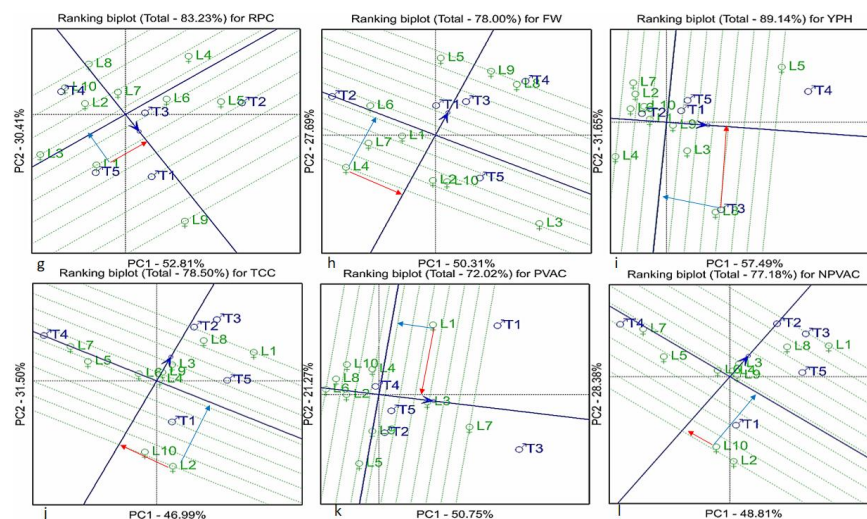 Ranking biplot (Total - 83.23%) for RPC
Ranking biplot (Total - 78.00%) for FW
Ranking biplot (Total - 89.14%) for YPH
PC2 - 30.41%
♀L8
♀L4
♀L10
♂T4
♀L2
♀L7
♂T3
♀L6
♀L5
♂T2
♀L3
♀L1
♂T5
♂T1
♀L9
g
PC1 - 52.81%
PC2 - 27.69%
♀L5
♀L9
♂T4
♀L8
♂T2
♀L6
♂T1
♂T3
♀L1
♀L7
♀L4
♀L2
♀L10
♂T5
♀L3
h
PC1 - 50.31%
PC2 - 31.65%
♀L5
♀L7
♀L2
♂T4
♂T5
♀L10
♂T1
♂T2
♀L9
♀L3
♀L4
♂T3
i
PC1 - 57.49%
Ranking biplot (Total - 78.50%) for TCC
Ranking biplot (Total - 72.02%) for PVAC
Ranking biplot (Total - 77.18%) for NPVAC
PC2 - 31.50%
♂T4
♂T3
♂T2
♀L8
♀L7
♀L1
♀L5
♀L3
♀L6
♀L9
♀L4
♂T5
♂T1
♀L10
♀L2
j
PC1 - 46.99%
PC2 - 21.27%
♀L1
♂T1
♀L10
♀L4
♀L8
♂T4
♀L6
♀L2
♀L3
♂T5
♀L7
♂T2
♂T3
♀L5
k
PC1 - 50.75%
PC2 - 28.38%
♂T4
♂T2
♀L7
♂T3
♀L8
♀L1
♀L5
♀L3
♀L4
♀L9
♂T5
♂T1
♀L10
♀L2
l
PC1 - 48.81%